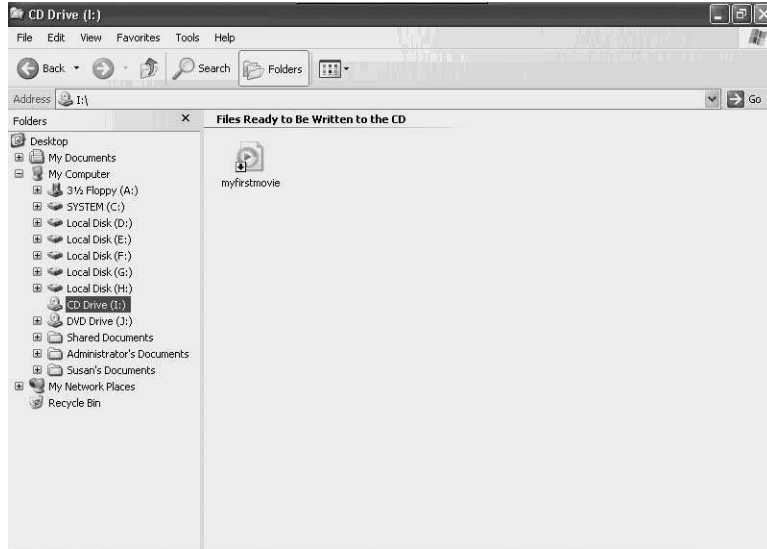 CD Drive (I:)
File Edit View Favorites Tools Help
Back Search Folders
Address I:\ Go
Folders x Files Ready to Be Written to the CD
Desktop
My Documents
My Computer
3½ Floppy (A:)
SYSTEM (C:)
Local Disk (D:)
Local Disk (E:)
Local Disk (F:)
Local Disk (G:)
Local Disk (H:)
CD Drive (I:)
DVD Drive (J:)
Shared Documents
Administrator's Documents
Susan's Documents
My Network Places
Recycle Bin
myfirstmovie